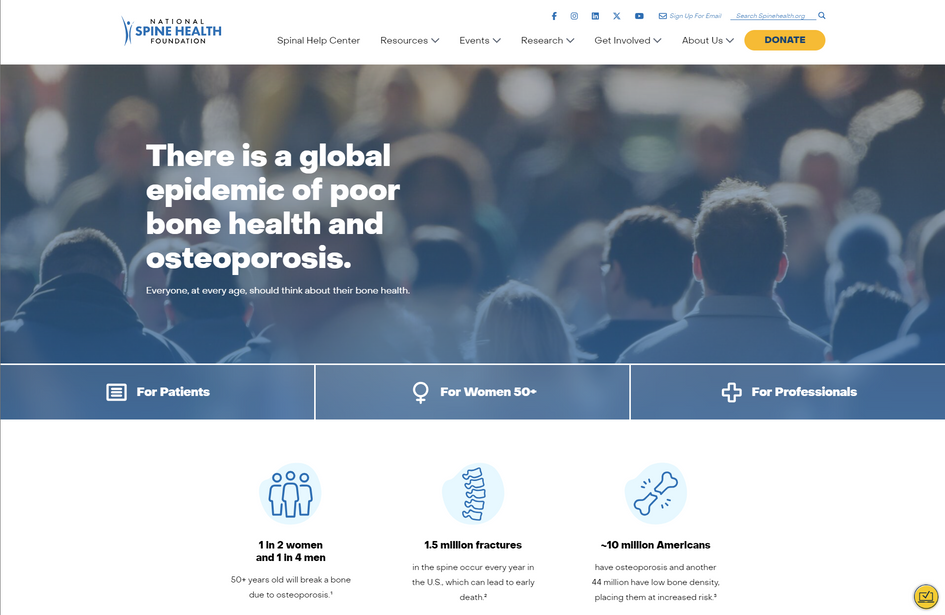 NATIONAL
SPINE HEALTH
FOUNDATION
Sign Up For Email
Search Spinehealth.org
Spinal Help Center
Resources
Events
Research
Get Involved
About Us
DONATE
There is a global
epidemic of poor
bone health and
osteoporosis.
Everyone, at every age, should think about their bone health.
For Patients
For Women 50+
For Professionals
1 in 2 women
and 1 in 4 men
50+ years old will break a bone
due to osteoporosis.¹
1.5 million fractures
in the spine occur every year in
the U.S., which can lead to early
death.²
~10 million Americans
have osteoporosis and another
44 million have low bone density,
placing them at increased risk.³